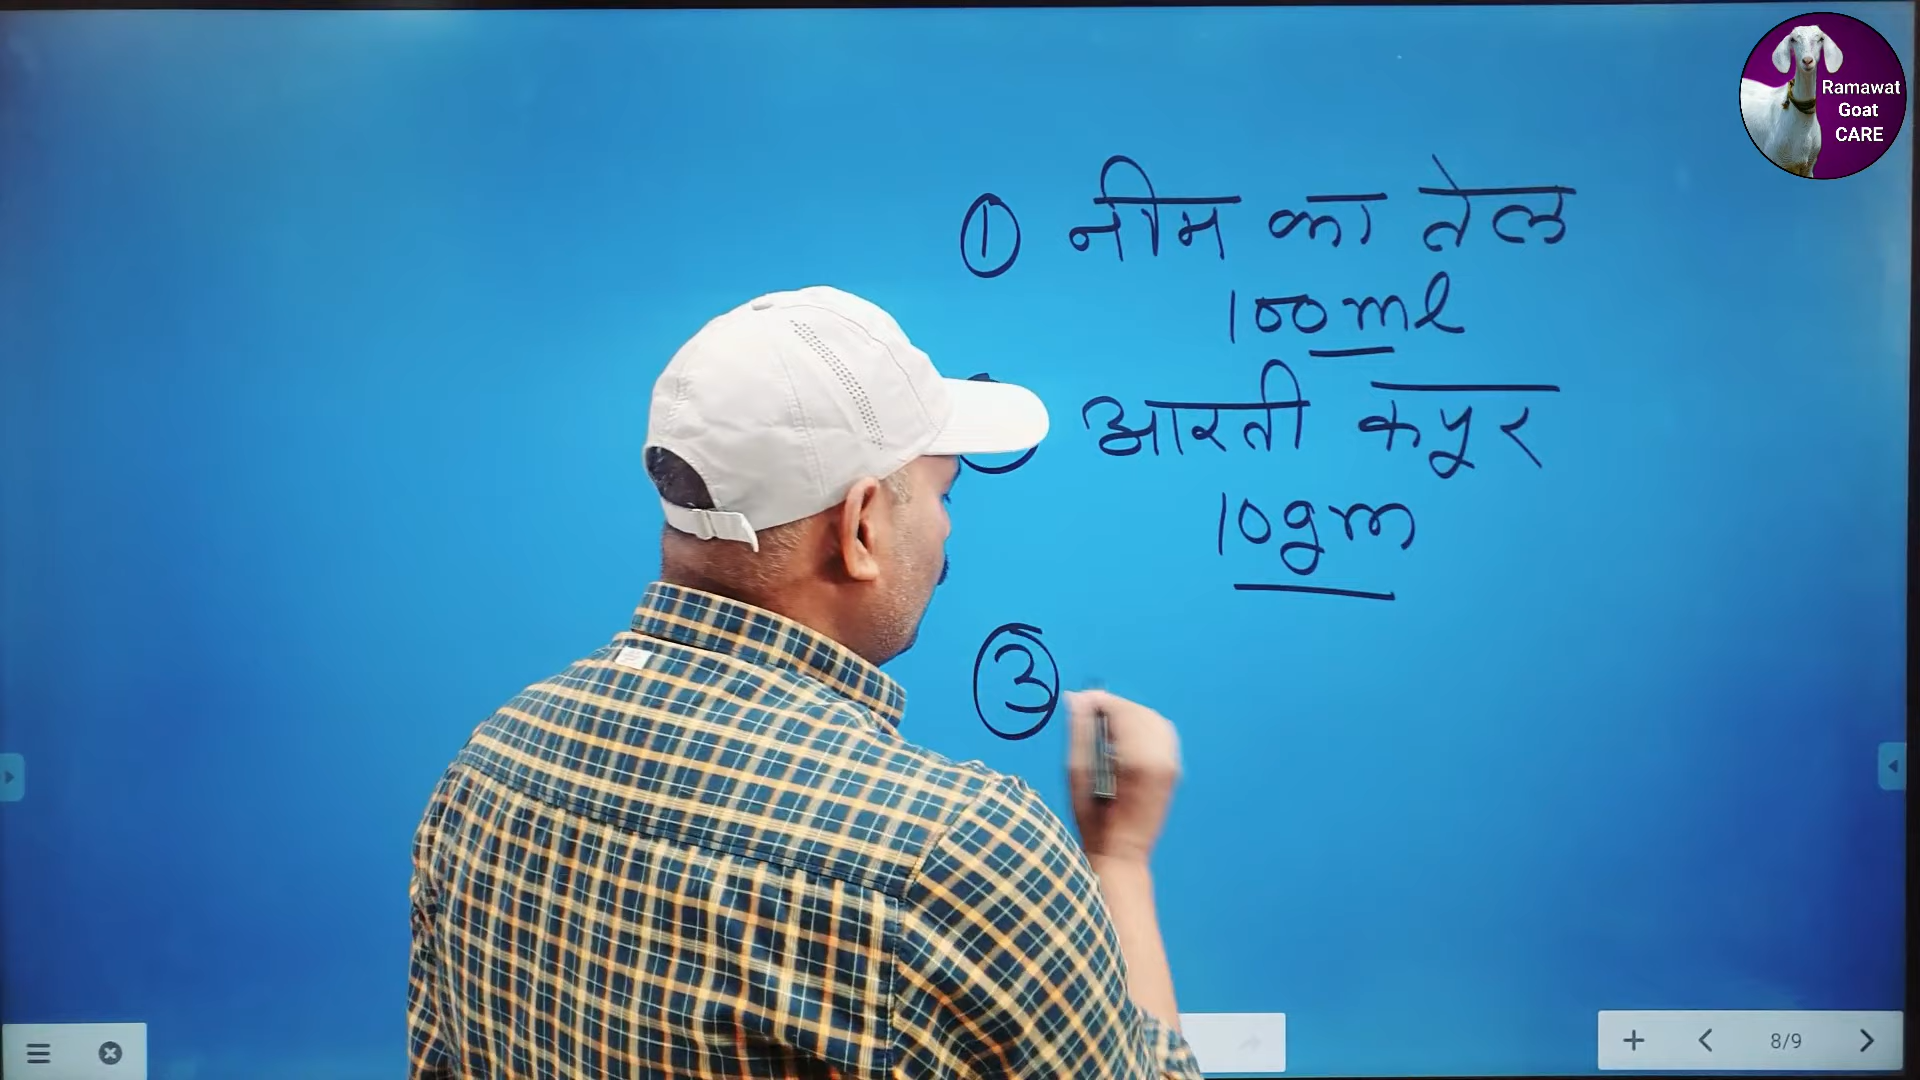 Ramawat
Goat
CARE
① नीम का तेल
100ml
आरती कपूर
10gm
③
8/9